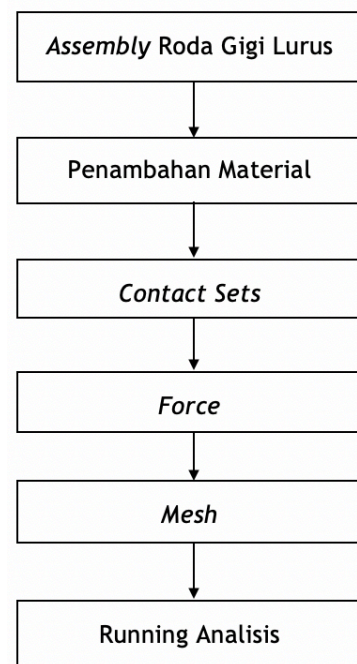 Assembly Roda Gigi Lurus
Penambahan Material
Contact Sets
Force
Mesh
Running Analisis